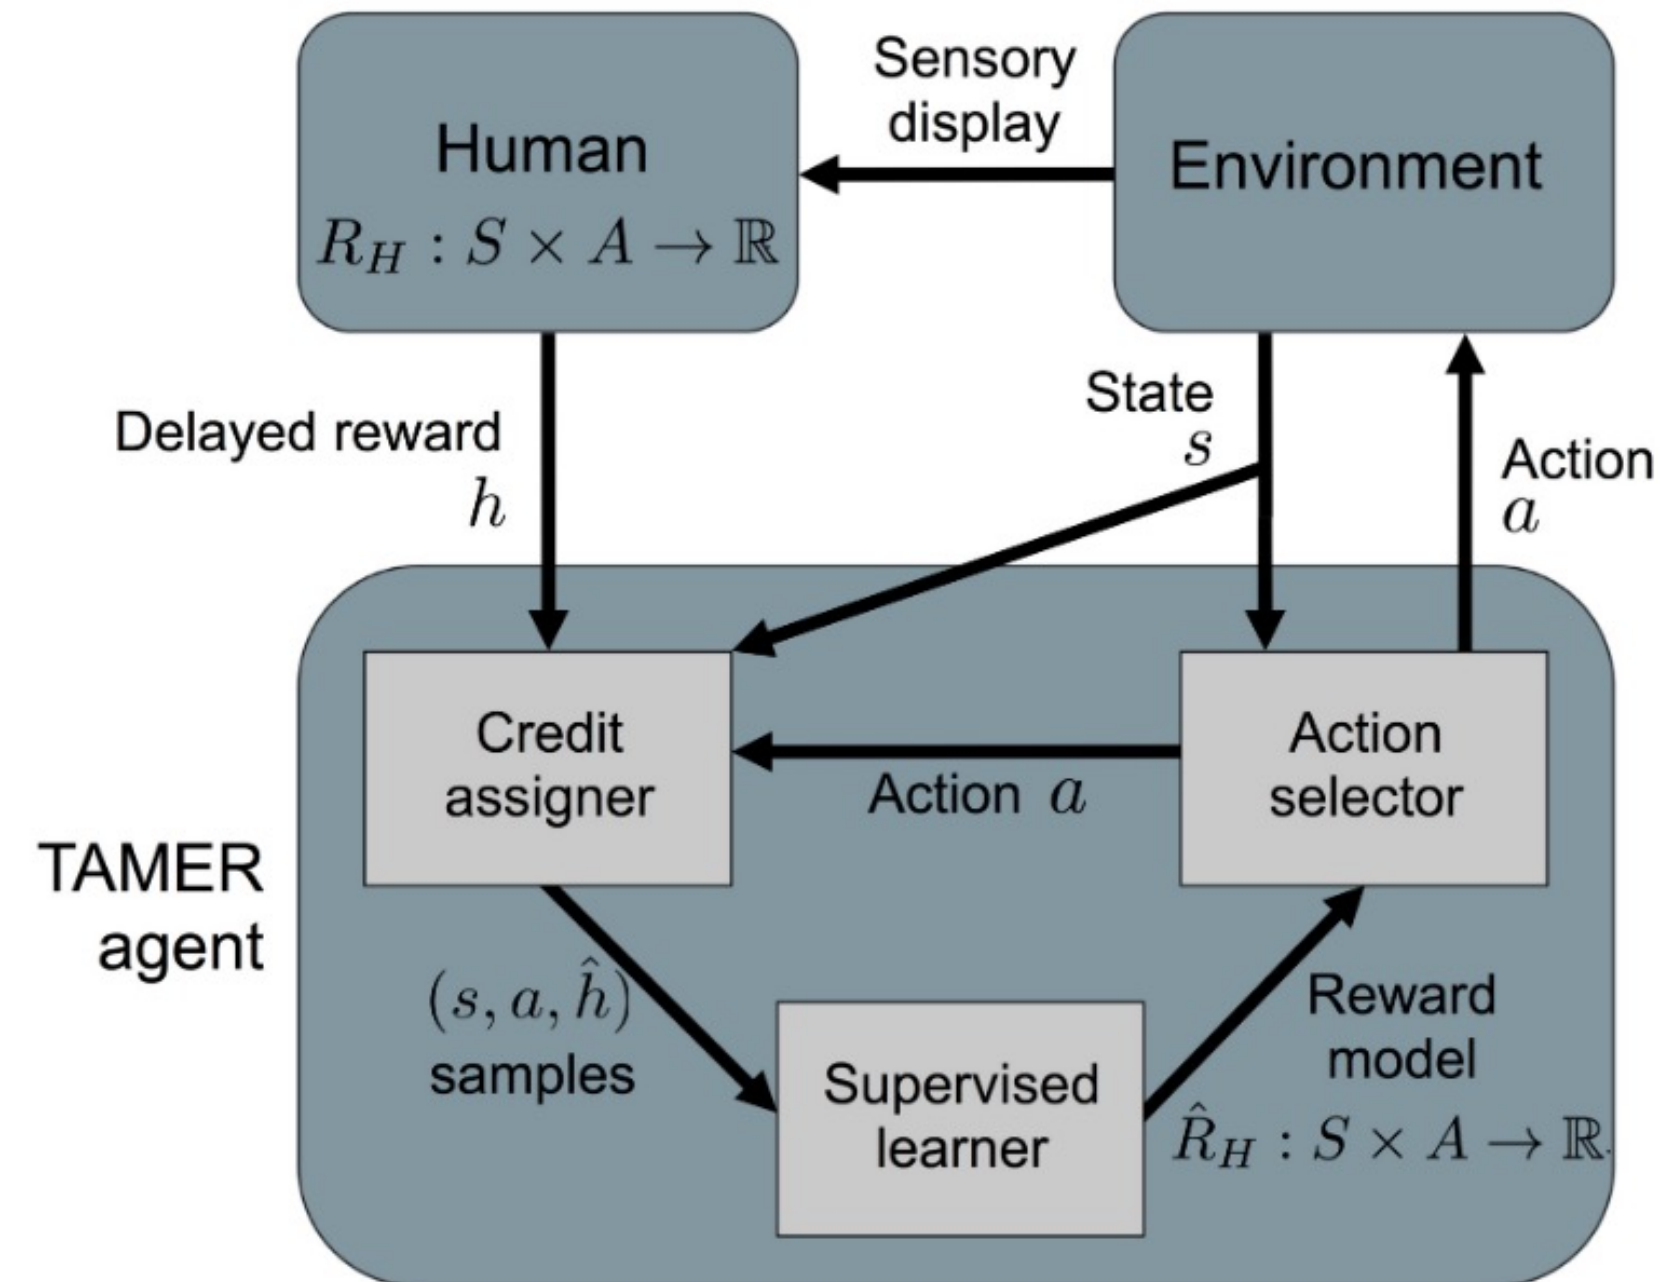 Sensory
display
Human
R_H : S × A → ℝ
Environment
State
s
Delayed reward
h
Action
a
Credit
assigner
Action a
Action
selector
TAMER
agent
(s, a, ĥ)
samples
Supervised
learner
Reward
model
R̂_H : S × A → ℝ